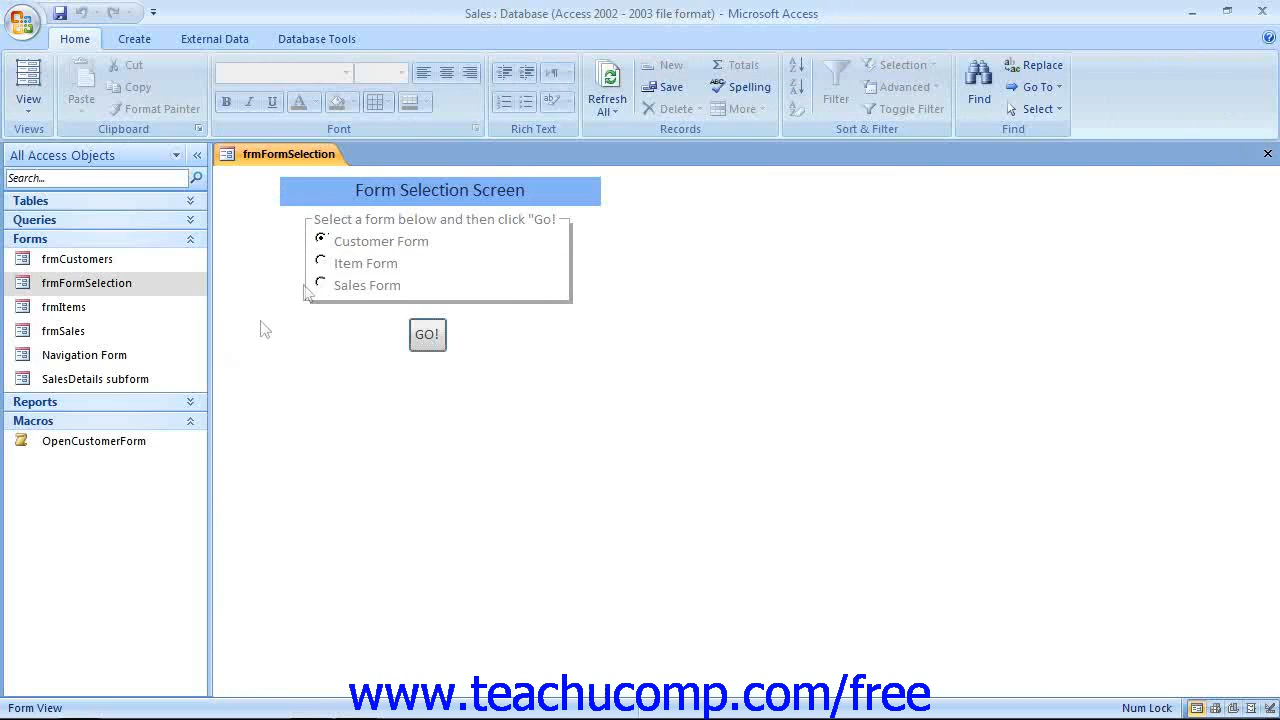 Sales : Database (Access 2002 - 2003 file format) - Microsoft Access
Home Create External Data Database Tools
View
Views
Paste
Cut
Copy
Format Painter
Clipboard
B I U A
Font
Rich Text
Refresh All
New
Save
Delete
Totals
Spelling
More
Records
Filter
Selection
Advanced
Toggle Filter
Sort & Filter
Find
Replace
Go To
Select
Find
All Access Objects
Search...
Tables
Queries
Forms
frmCustomers
frmFormSelection
frmItems
frmSales
Navigation Form
SalesDetails subform
Reports
Macros
OpenCustomerForm
frmFormSelection
Form Selection Screen
Select a form below and then click "Go!
Customer Form
Item Form
Sales Form
GO!
www.teachucomp.com/free
Form View
Num Lock